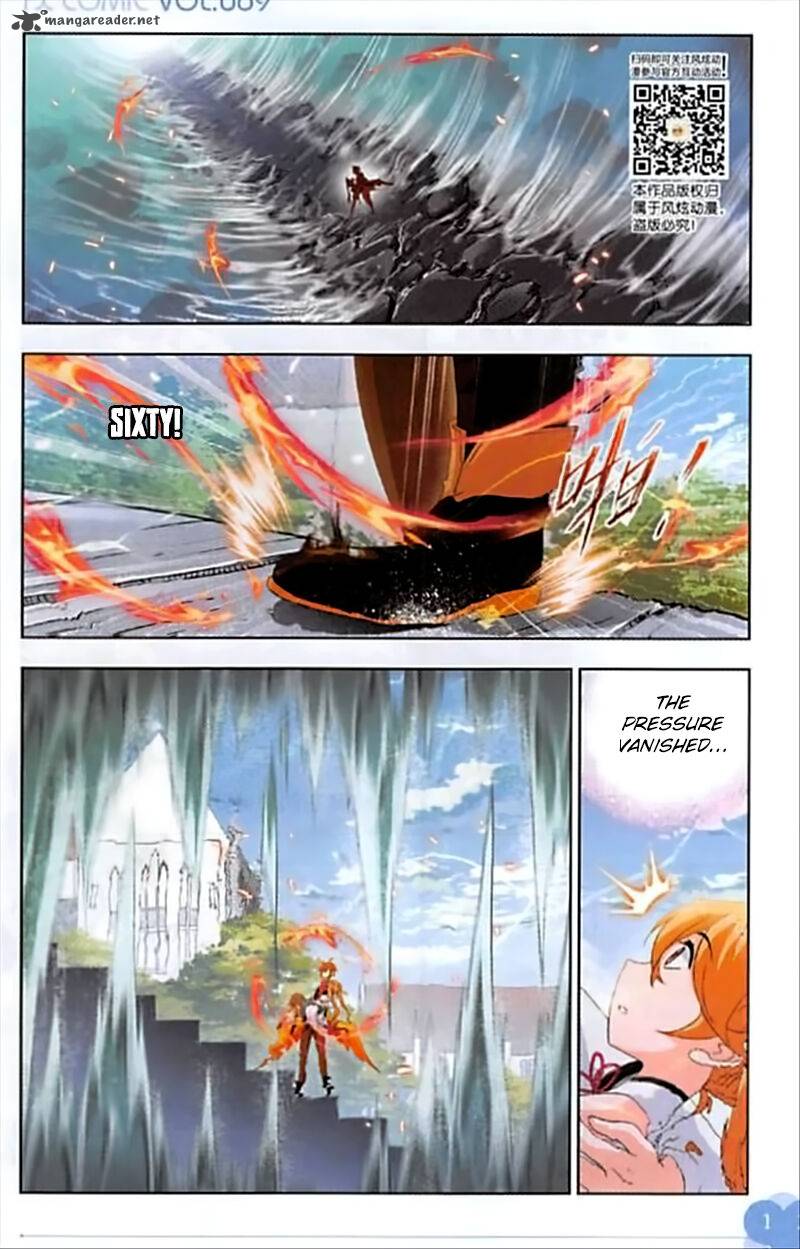 mangareader.net
COMIC VOL.089
扫码即可关注风炫动
漫参与官方互动活动!
本作品版权归
属于风炫动漫,
盗版必究!
SIXTY!
THE
PRESSURE
VANISHED...
1